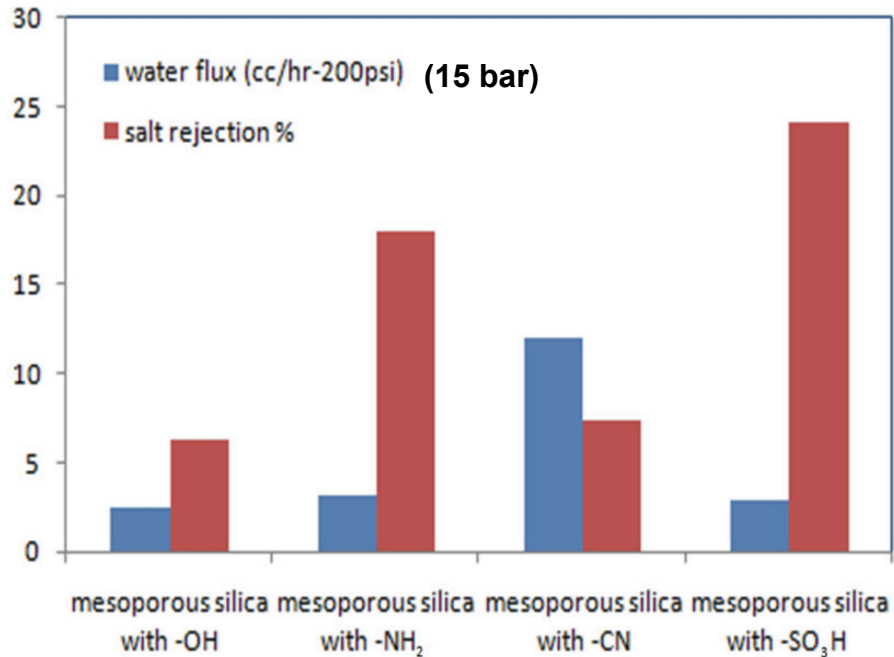 30
25
20
15
10
5
0
water flux (cc/hr-200psi) (15 bar)
salt rejection %
mesoporous silica with -OH
mesoporous silica with -NH₂
mesoporous silica with -CN
mesoporous silica with -SO₃H